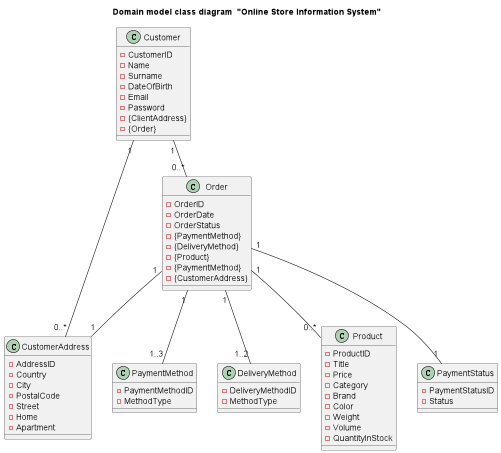 Domain model class diagram "Online Store Information System"
C Customer
CustomerID
Name
Surname
DateOfBirth
Email
Password
{ClientAddress}
{Order}
1 1
0..*
C Order
OrderID
OrderDate
OrderStatus
{PaymentMethod}
{DeliveryMethod}
{Product}
{PaymentMethod}
{CustomerAddress}
1
1 1
1 1
0..* 1 0..*
1..3 1..2 1
C CustomerAddress
AddressID
Country
City
PostalCode
Street
Home
Apartment
C PaymentMethod
PaymentMethodID
MethodType
C DeliveryMethod
DeliveryMethodID
MethodType
C Product
ProductID
Title
Price
Category
Brand
Color
Weight
Volume
QuantityInStock
C PaymentStatus
PaymentStatusID
Status